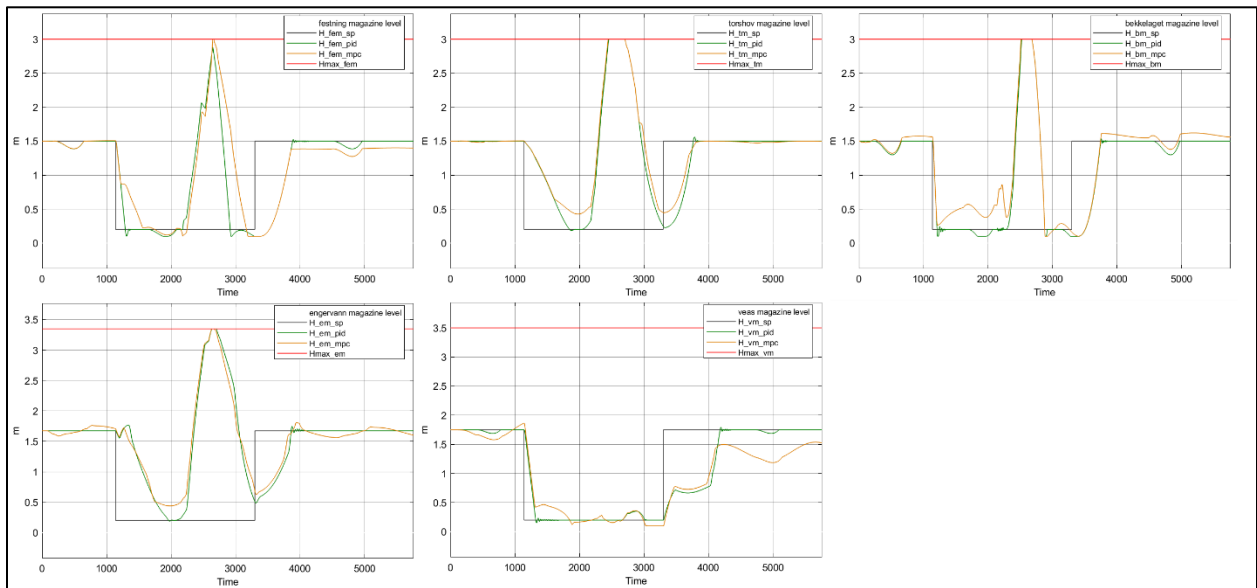 festning magazine level
H_fem_sp
H_fem_pid
H_fem_mpc
Hmax_fem
3
2.5
2
1.5
1
0.5
0
m
0 1000 2000 3000 4000 5000
Time
torshov magazine level
H_tm_sp
H_tm_pid
H_tm_mpc
Hmax_tm
3
2.5
2
1.5
1
0.5
0
m
0 1000 2000 3000 4000 5000
Time
bekkelaget magazine level
H_bm_sp
H_bm_pid
H_bm_mpc
Hmax_bm
3
2.5
2
1.5
1
0.5
0
m
0 1000 2000 3000 4000 5000
Time
engervann magazine level
H_em_sp
H_em_pid
H_em_mpc
Hmax_em
3.5
3
2.5
2
1.5
1
0.5
0
m
0 1000 2000 3000 4000 5000
Time
veas magazine level
H_vm_sp
H_vm_pid
H_vm_mpc
Hmax_vm
3.5
3
2.5
2
1.5
1
0.5
0
m
0 1000 2000 3000 4000 5000
Time